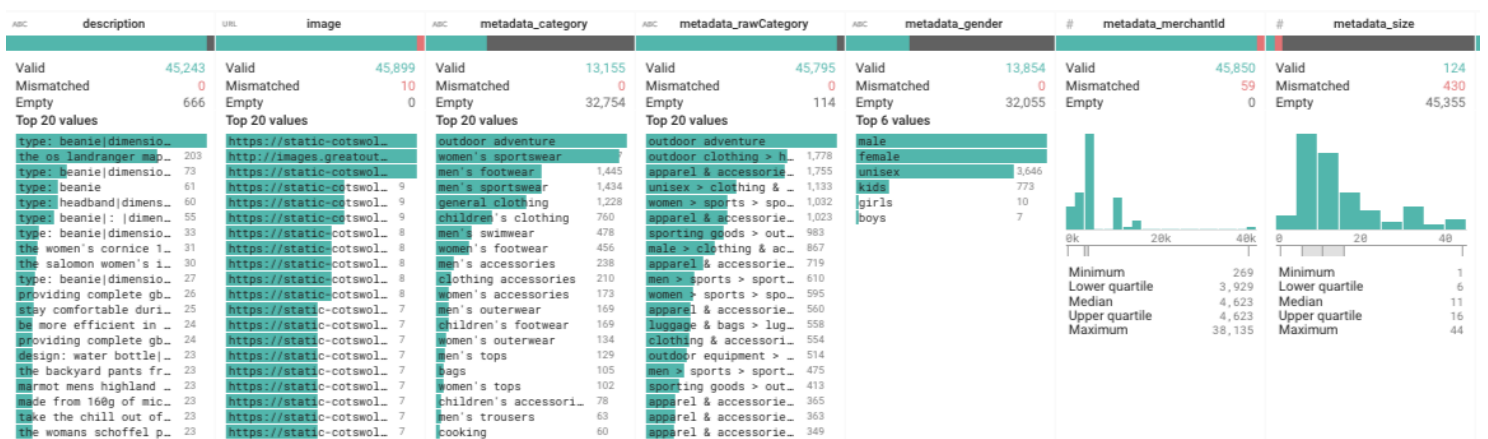 ABC description
Valid 45,243
Mismatched 0
Empty 666
Top 20 values
type: beanie|dimensio…
the os landranger map… 203
type: beanie|dimensio… 73
type: beanie 61
type: headband|dimens… 60
type: beanie|: |dimen… 55
type: beanie|dimensio… 33
the women's cornice l… 31
the salomon women's i… 30
type: beanie|dimensio… 27
providing complete gb… 26
stay comfortable duri… 25
be more efficient in … 24
providing complete gb… 24
design: water bottle|… 23
the backyard pants fr… 23
marmot mens highland … 23
made from 160g of mic… 23
take the chill out of… 23
the womans schoffel p… 23
URL image
Valid 45,899
Mismatched 10
Empty 0
Top 20 values
https://static-cotswol…
http://images.greatout…
https://static-cotswol…
https://static-cotswol… 9
https://static-cotswol… 9
https://static-cotswol… 9
https://static-cotswol… 8
https://static-cotswol… 8
https://static-cotswol… 8
https://static-cotswol… 8
https://static-cotswol… 8
https://static-cotswol… 7
https://static-cotswol… 7
https://static-cotswol… 7
https://static-cotswol… 7
https://static-cotswol… 7
https://static-cotswol… 7
https://static-cotswol… 7
https://static-cotswol… 7
https://static-cotswol… 7
ABC metadata_category
Valid 13,155
Mismatched 0
Empty 32,754
Top 20 values
outdoor adventure
women's sportswear
men's footwear 1,445
men's sportswear 1,434
general clothing 1,228
children's clothing 760
men's swimwear 478
women's footwear 456
men's accessories 238
clothing accessories 210
women's accessories 173
men's outerwear 169
children's footwear 169
women's outerwear 134
men's tops 129
bags 105
women's tops 102
children's accessori… 78
men's trousers 63
cooking 60
ABC metadata_rawCategory
Valid 45,795
Mismatched 0
Empty 114
Top 20 values
outdoor adventure
outdoor clothing > h… 1,778
apparel & accessorie… 1,755
unisex > clothing & … 1,133
women > sports > spo… 1,032
apparel & accessorie… 1,023
sporting goods > out… 983
male > clothing & ac… 867
apparel & accessorie… 719
men > sports > sport… 610
women > sports > spo… 595
apparel & accessorie… 560
luggage & bags > lug… 558
clothing & accessori… 554
outdoor equipment > … 514
men > sports > sport… 475
sporting goods > out… 413
apparel & accessorie… 365
apparel & accessorie… 363
apparel & accessorie… 349
ABC metadata_gender
Valid 13,854
Mismatched 0
Empty 32,055
Top 6 values
male
female
unisex 3,646
kids 773
girls 10
boys 7
# metadata_merchantId
Valid 45,850
Mismatched 59
Empty 0
0k 20k 40k
Minimum 269
Lower quartile 3,929
Median 4,623
Upper quartile 4,623
Maximum 38,135
# metadata_size
Valid 124
Mismatched 430
Empty 45,355
0 20 40
Minimum 1
Lower quartile 6
Median 11
Upper quartile 16
Maximum 44